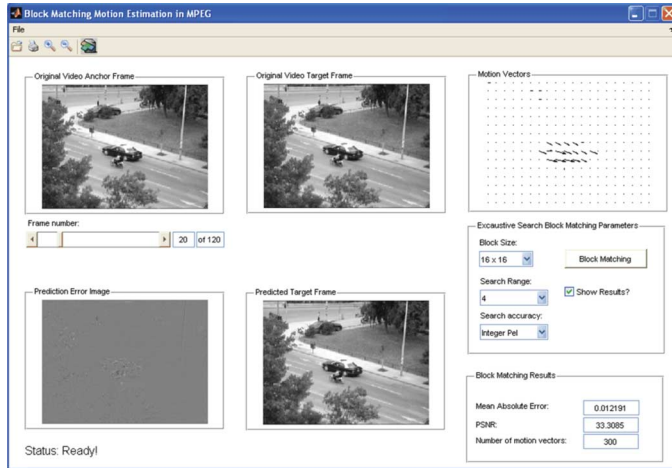 Block Matching Motion Estimation in MPEG
File
Original Video Anchor Frame
Original Video Target Frame
Motion Vectors
Frame number:
20 of 120
Excaustive Search Block Matching Parameters
Block Size:
16 x 16
Block Matching
Search Range:
4
Show Results?
Search accuracy:
Integer Pel
Prediction Error Image
Predicted Target Frame
Block Matching Results
Mean Absolute Error: 0.012191
PSNR: 33.3085
Number of motion vectors: 300
Status: Ready!